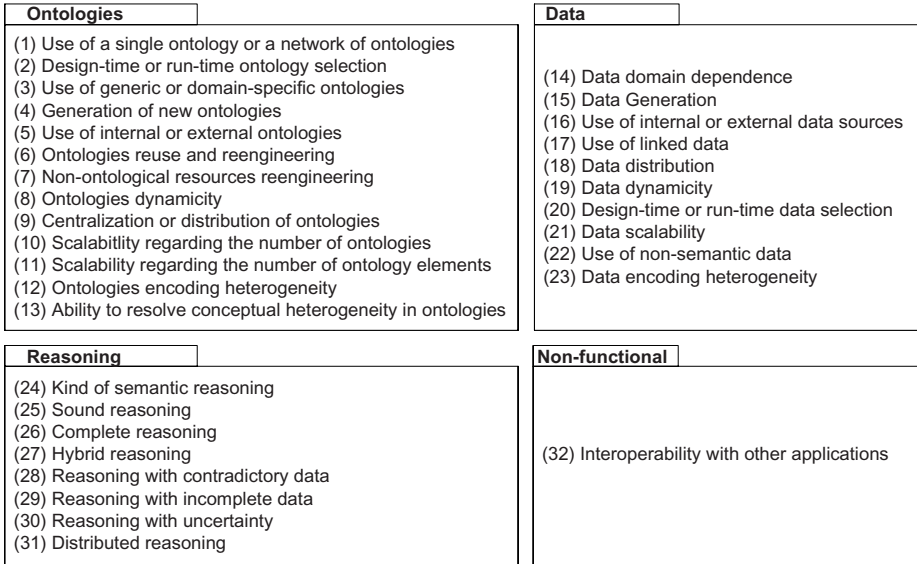 Ontologies
(1) Use of a single ontology or a network of ontologies
(2) Design-time or run-time ontology selection
(3) Use of generic or domain-specific ontologies
(4) Generation of new ontologies
(5) Use of internal or external ontologies
(6) Ontologies reuse and reengineering
(7) Non-ontological resources reengineering
(8) Ontologies dynamicity
(9) Centralization or distribution of ontologies
(10) Scalabitlity regarding the number of ontologies
(11) Scalability regarding the number of ontology elements
(12) Ontologies encoding heterogeneity
(13) Ability to resolve conceptual heterogeneity in ontologies
Data
(14) Data domain dependence
(15) Data Generation
(16) Use of internal or external data sources
(17) Use of linked data
(18) Data distribution
(19) Data dynamicity
(20) Design-time or run-time data selection
(21) Data scalability
(22) Use of non-semantic data
(23) Data encoding heterogeneity
Reasoning
(24) Kind of semantic reasoning
(25) Sound reasoning
(26) Complete reasoning
(27) Hybrid reasoning
(28) Reasoning with contradictory data
(29) Reasoning with incomplete data
(30) Reasoning with uncertainty
(31) Distributed reasoning
Non-functional
(32) Interoperability with other applications